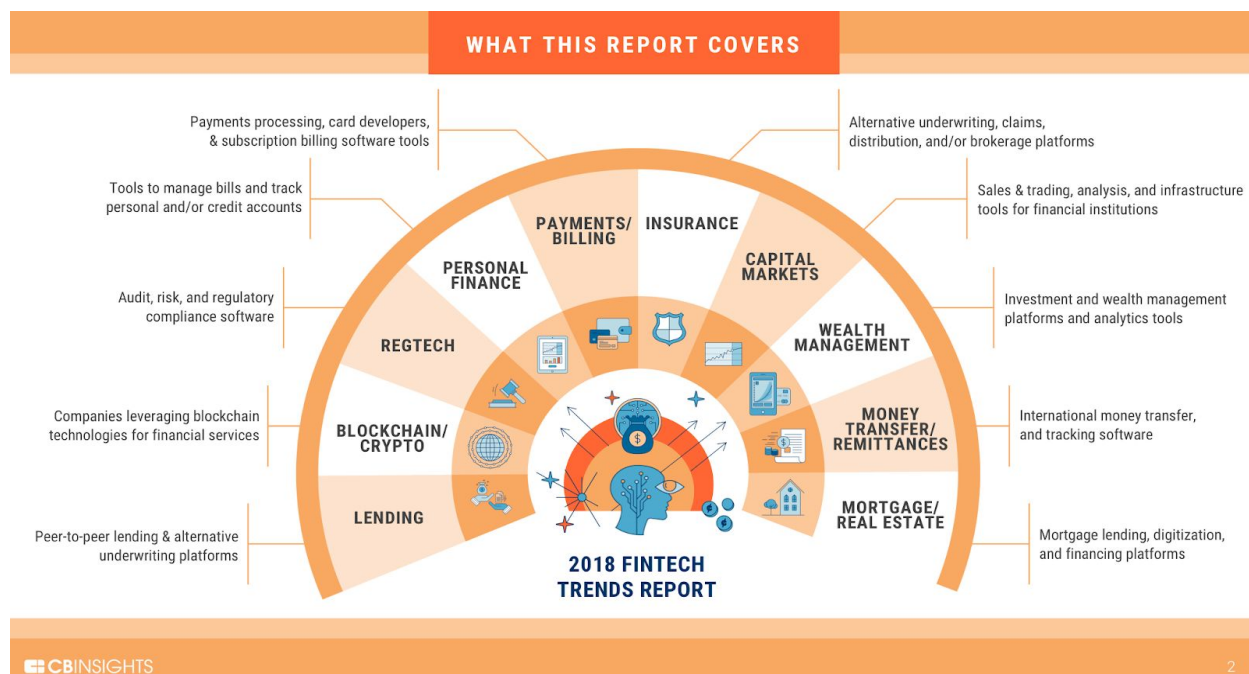 WHAT THIS REPORT COVERS
Payments processing, card developers,
& subscription billing software tools
Alternative underwriting, claims,
distribution, and/or brokerage platforms
Tools to manage bills and track
personal and/or credit accounts
Sales & trading, analysis, and infrastructure
tools for financial institutions
Audit, risk, and regulatory
compliance software
Investment and wealth management
platforms and analytics tools
Companies leveraging blockchain
technologies for financial services
International money transfer,
and tracking software
Peer-to-peer lending & alternative
underwriting platforms
Mortgage lending, digitization,
and financing platforms
LENDING
BLOCKCHAIN/
CRYPTO
REGTECH
PERSONAL
FINANCE
PAYMENTS/
BILLING
INSURANCE
CAPITAL
MARKETS
WEALTH
MANAGEMENT
MONEY
TRANSFER/
REMITTANCES
MORTGAGE/
REAL ESTATE
$
$
2018 FINTECH
TRENDS REPORT
CBINSIGHTS
2